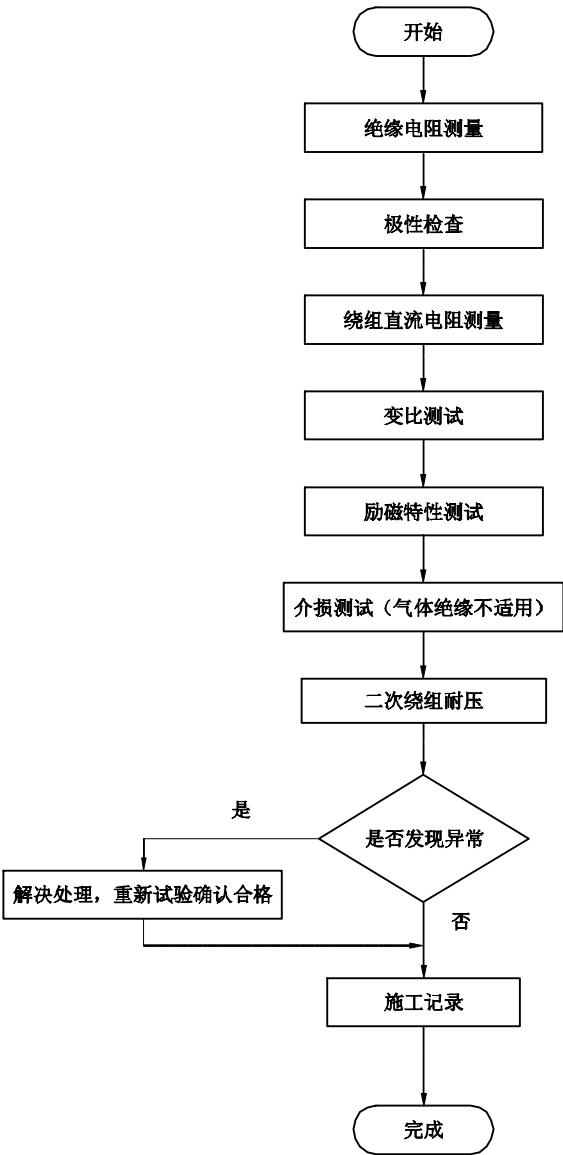 开始
绝缘电阻测量
极性检查
绕组直流电阻测量
变比测试
励磁特性测试
介损测试（气体绝缘不适用）
二次绕组耐压
是否发现异常
是
解决处理，重新试验确认合格
否
施工记录
完成